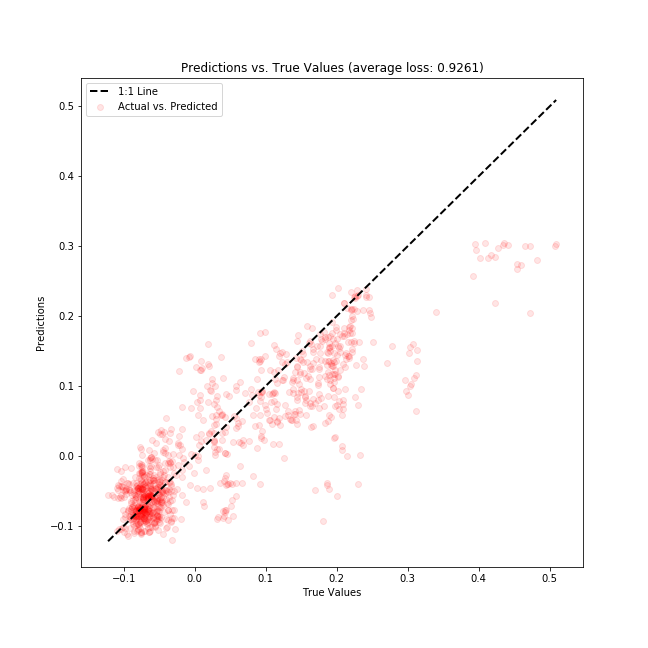 Predictions vs. True Values (average loss: 0.9261)
1:1 Line
Actual vs. Predicted
0.5
0.4
0.3
0.2
0.1
0.0
−0.1
Predictions
−0.1 0.0 0.1 0.2 0.3 0.4 0.5
True Values